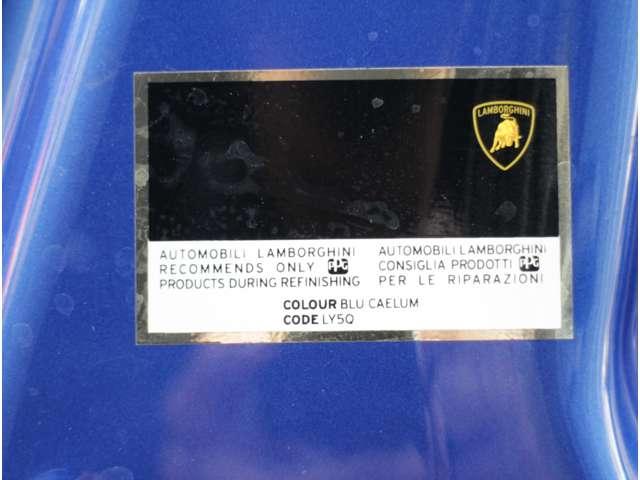 LAMBORGHINI
AUTOMOBILI LAMBORGHINI
RECOMMENDS ONLY PPG
PRODUCTS DURING REFINISHING
AUTOMOBILI LAMBORGHINI
CONSIGLIA PRODOTTI PPG
PER LE RIPARAZIONI
COLOUR BLU CAELUM
CODE LY5Q